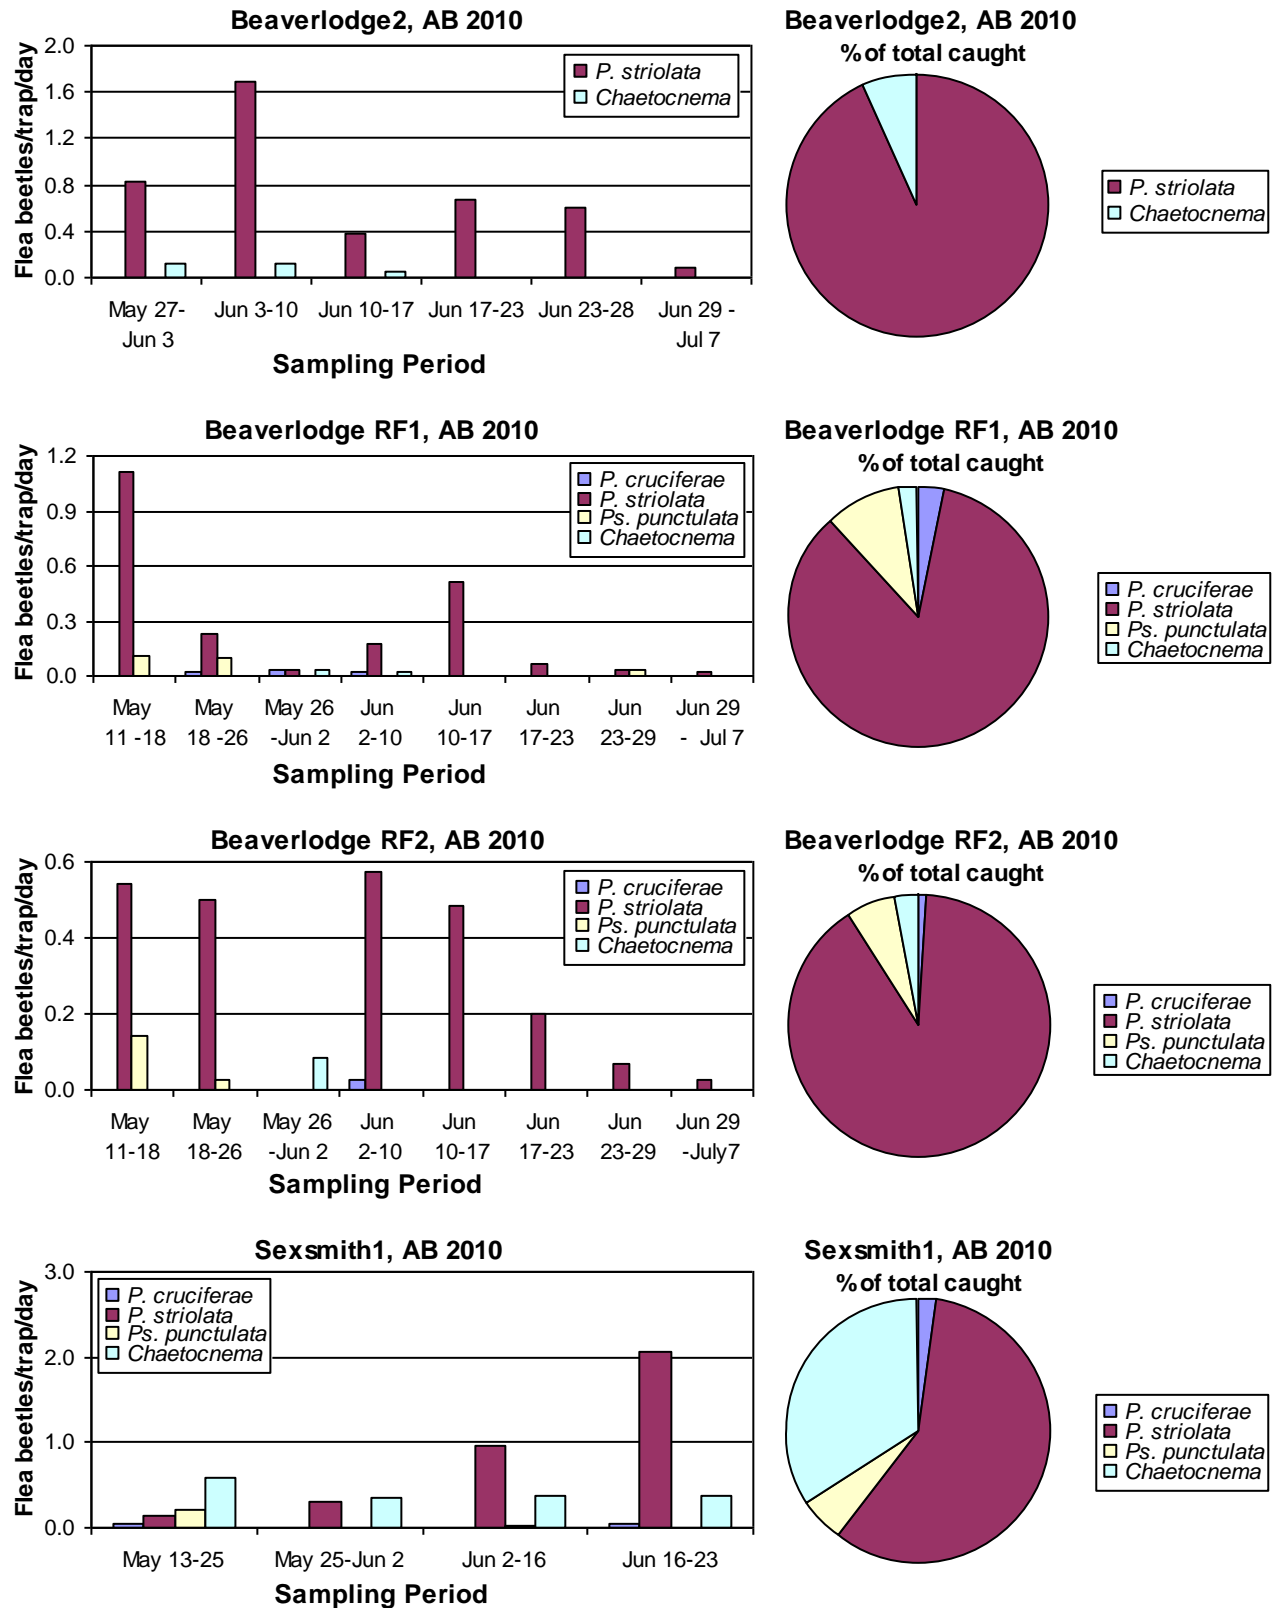 Beaverlodge2, AB 2010
Flea beetles/trap/day
2.0
1.6
1.2
0.8
0.4
0.0
P. striolata
Chaetocnema
May 27-
Jun 3
Jun 3-10
Jun 10-17
Jun 17-23
Jun 23-28
Jun 29 -
Jul 7
Sampling Period
Beaverlodge2, AB 2010
% of total caught
P. striolata
Chaetocnema
Beaverlodge RF1, AB 2010
Flea beetles/trap/day
1.2
0.9
0.6
0.3
0.0
P. cruciferae
P. striolata
Ps. punctulata
Chaetocnema
May
11 -18
May
18 -26
May 26
-Jun 2
Jun
2-10
Jun
10-17
Jun
17-23
Jun
23-29
Jun 29
- Jul 7
Sampling Period
Beaverlodge RF1, AB 2010
% of total caught
P. cruciferae
P. striolata
Ps. punctulata
Chaetocnema
Beaverlodge RF2, AB 2010
Flea beetles/trap/day
0.6
0.4
0.2
0.0
P. cruciferae
P. striolata
Ps. punctulata
Chaetocnema
May
11-18
May
18-26
May 26
-Jun 2
Jun
2-10
Jun
10-17
Jun
17-23
Jun
23-29
Jun 29
-July7
Sampling Period
Beaverlodge RF2, AB 2010
% of total caught
P. cruciferae
P. striolata
Ps. punctulata
Chaetocnema
Sexsmith1, AB 2010
Flea beetles/trap/day
3.0
2.0
1.0
0.0
P. cruciferae
P. striolata
Ps. punctulata
Chaetocnema
May 13-25
May 25-Jun 2
Jun 2-16
Jun 16-23
Sampling Period
Sexsmith1, AB 2010
% of total caught
P. cruciferae
P. striolata
Ps. punctulata
Chaetocnema